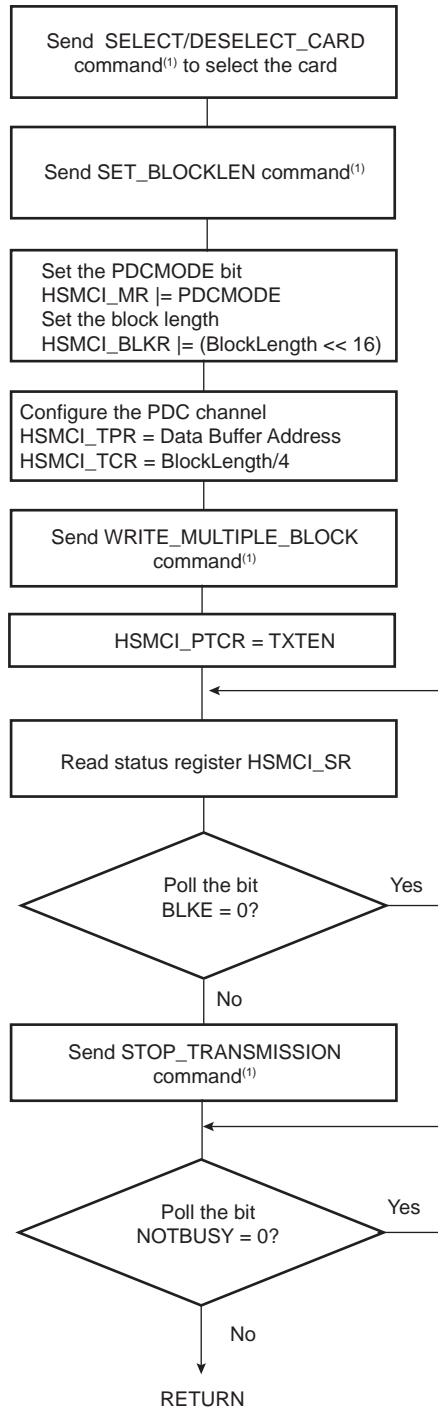 Send SELECT/DESELECT_CARD
command(1) to select the card
Send SET_BLOCKLEN command(1)
Set the PDCMODE bit
HSMCI_MR |= PDCMODE
Set the block length
HSMCI_BLKR |= (BlockLength << 16)
Configure the PDC channel
HSMCI_TPR = Data Buffer Address
HSMCI_TCR = BlockLength/4
Send WRITE_MULTIPLE_BLOCK
command(1)
HSMCI_PTCR = TXTEN
Read status register HSMCI_SR
Poll the bit
BLKE = 0?
Yes
No
Send STOP_TRANSMISSION
command(1)
Poll the bit
NOTBUSY = 0?
Yes
No
RETURN